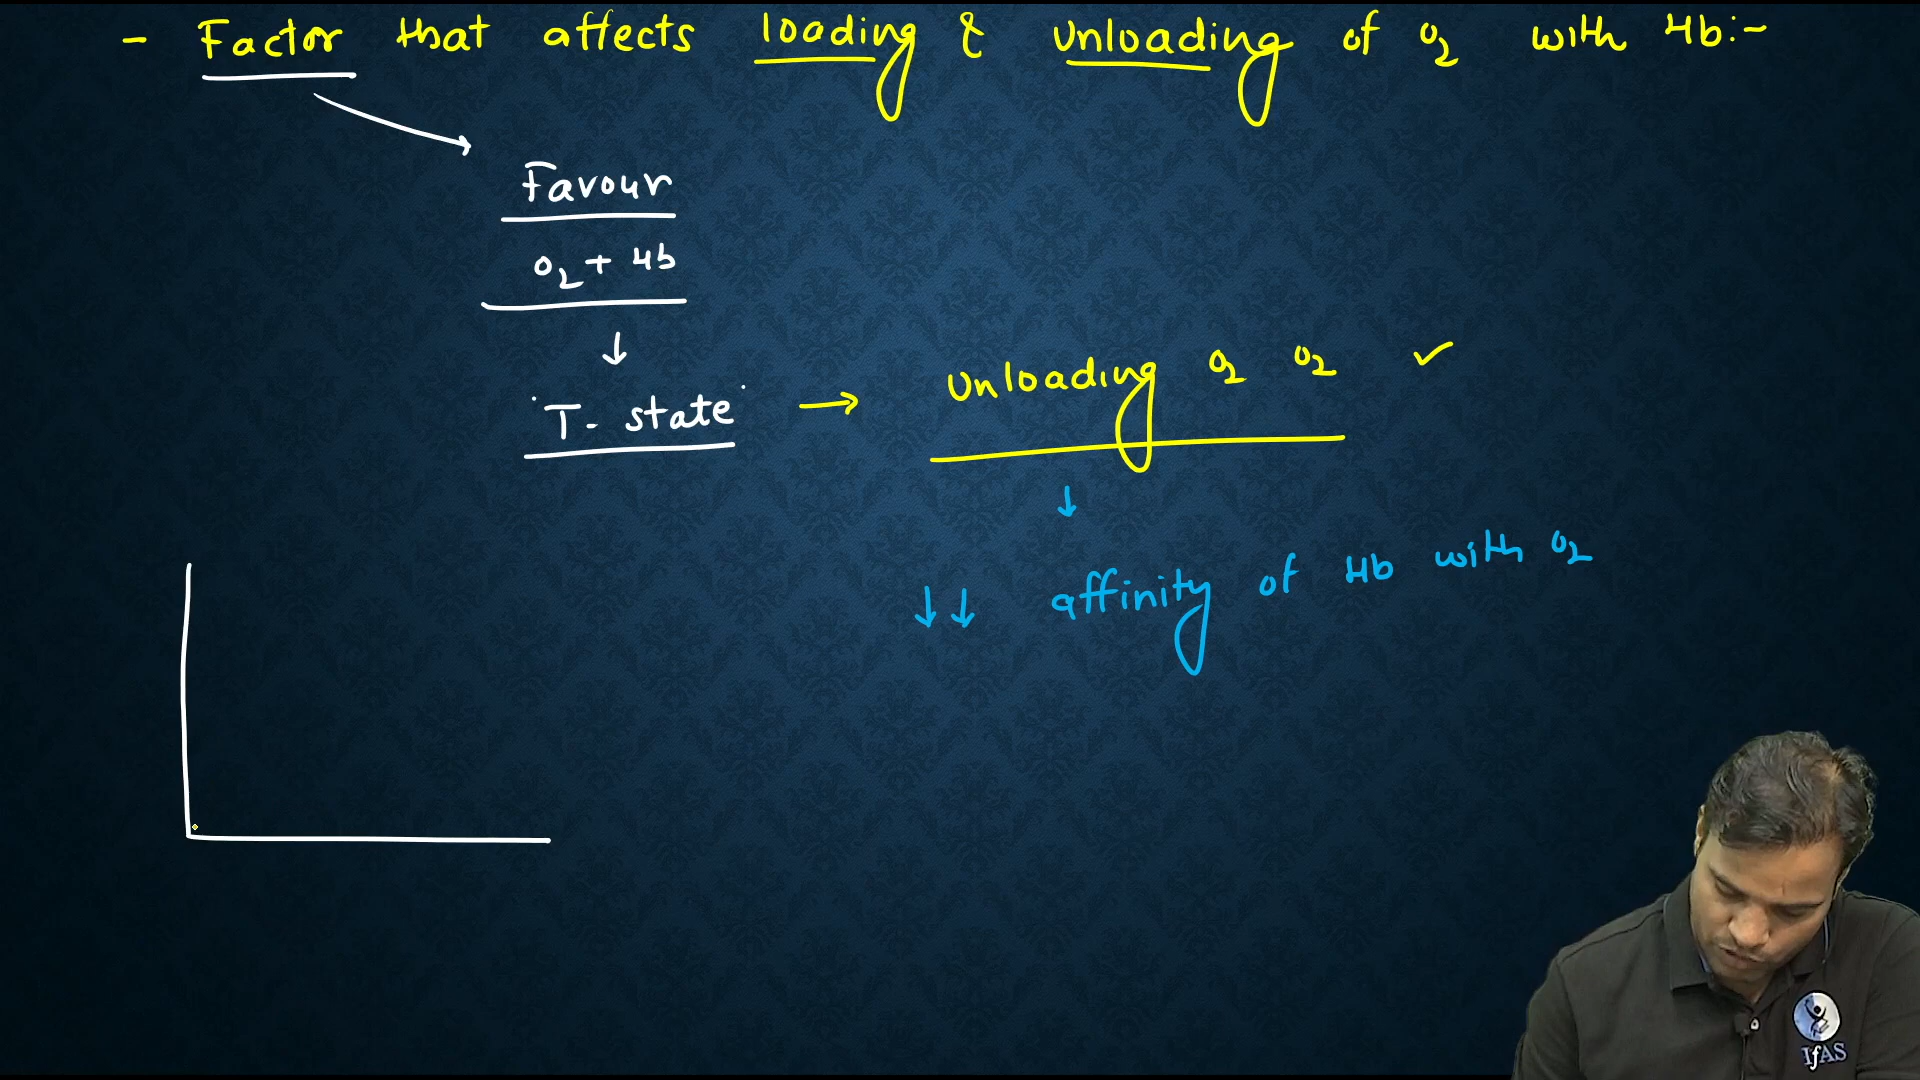 - Factor that affects loading & Unloading of O2 with Hb:-
Favour
O2 + Hb
↓
"T- state" → Unloading of O2 ✓
↓
↓↓ affinity of Hb with O2
IfAS